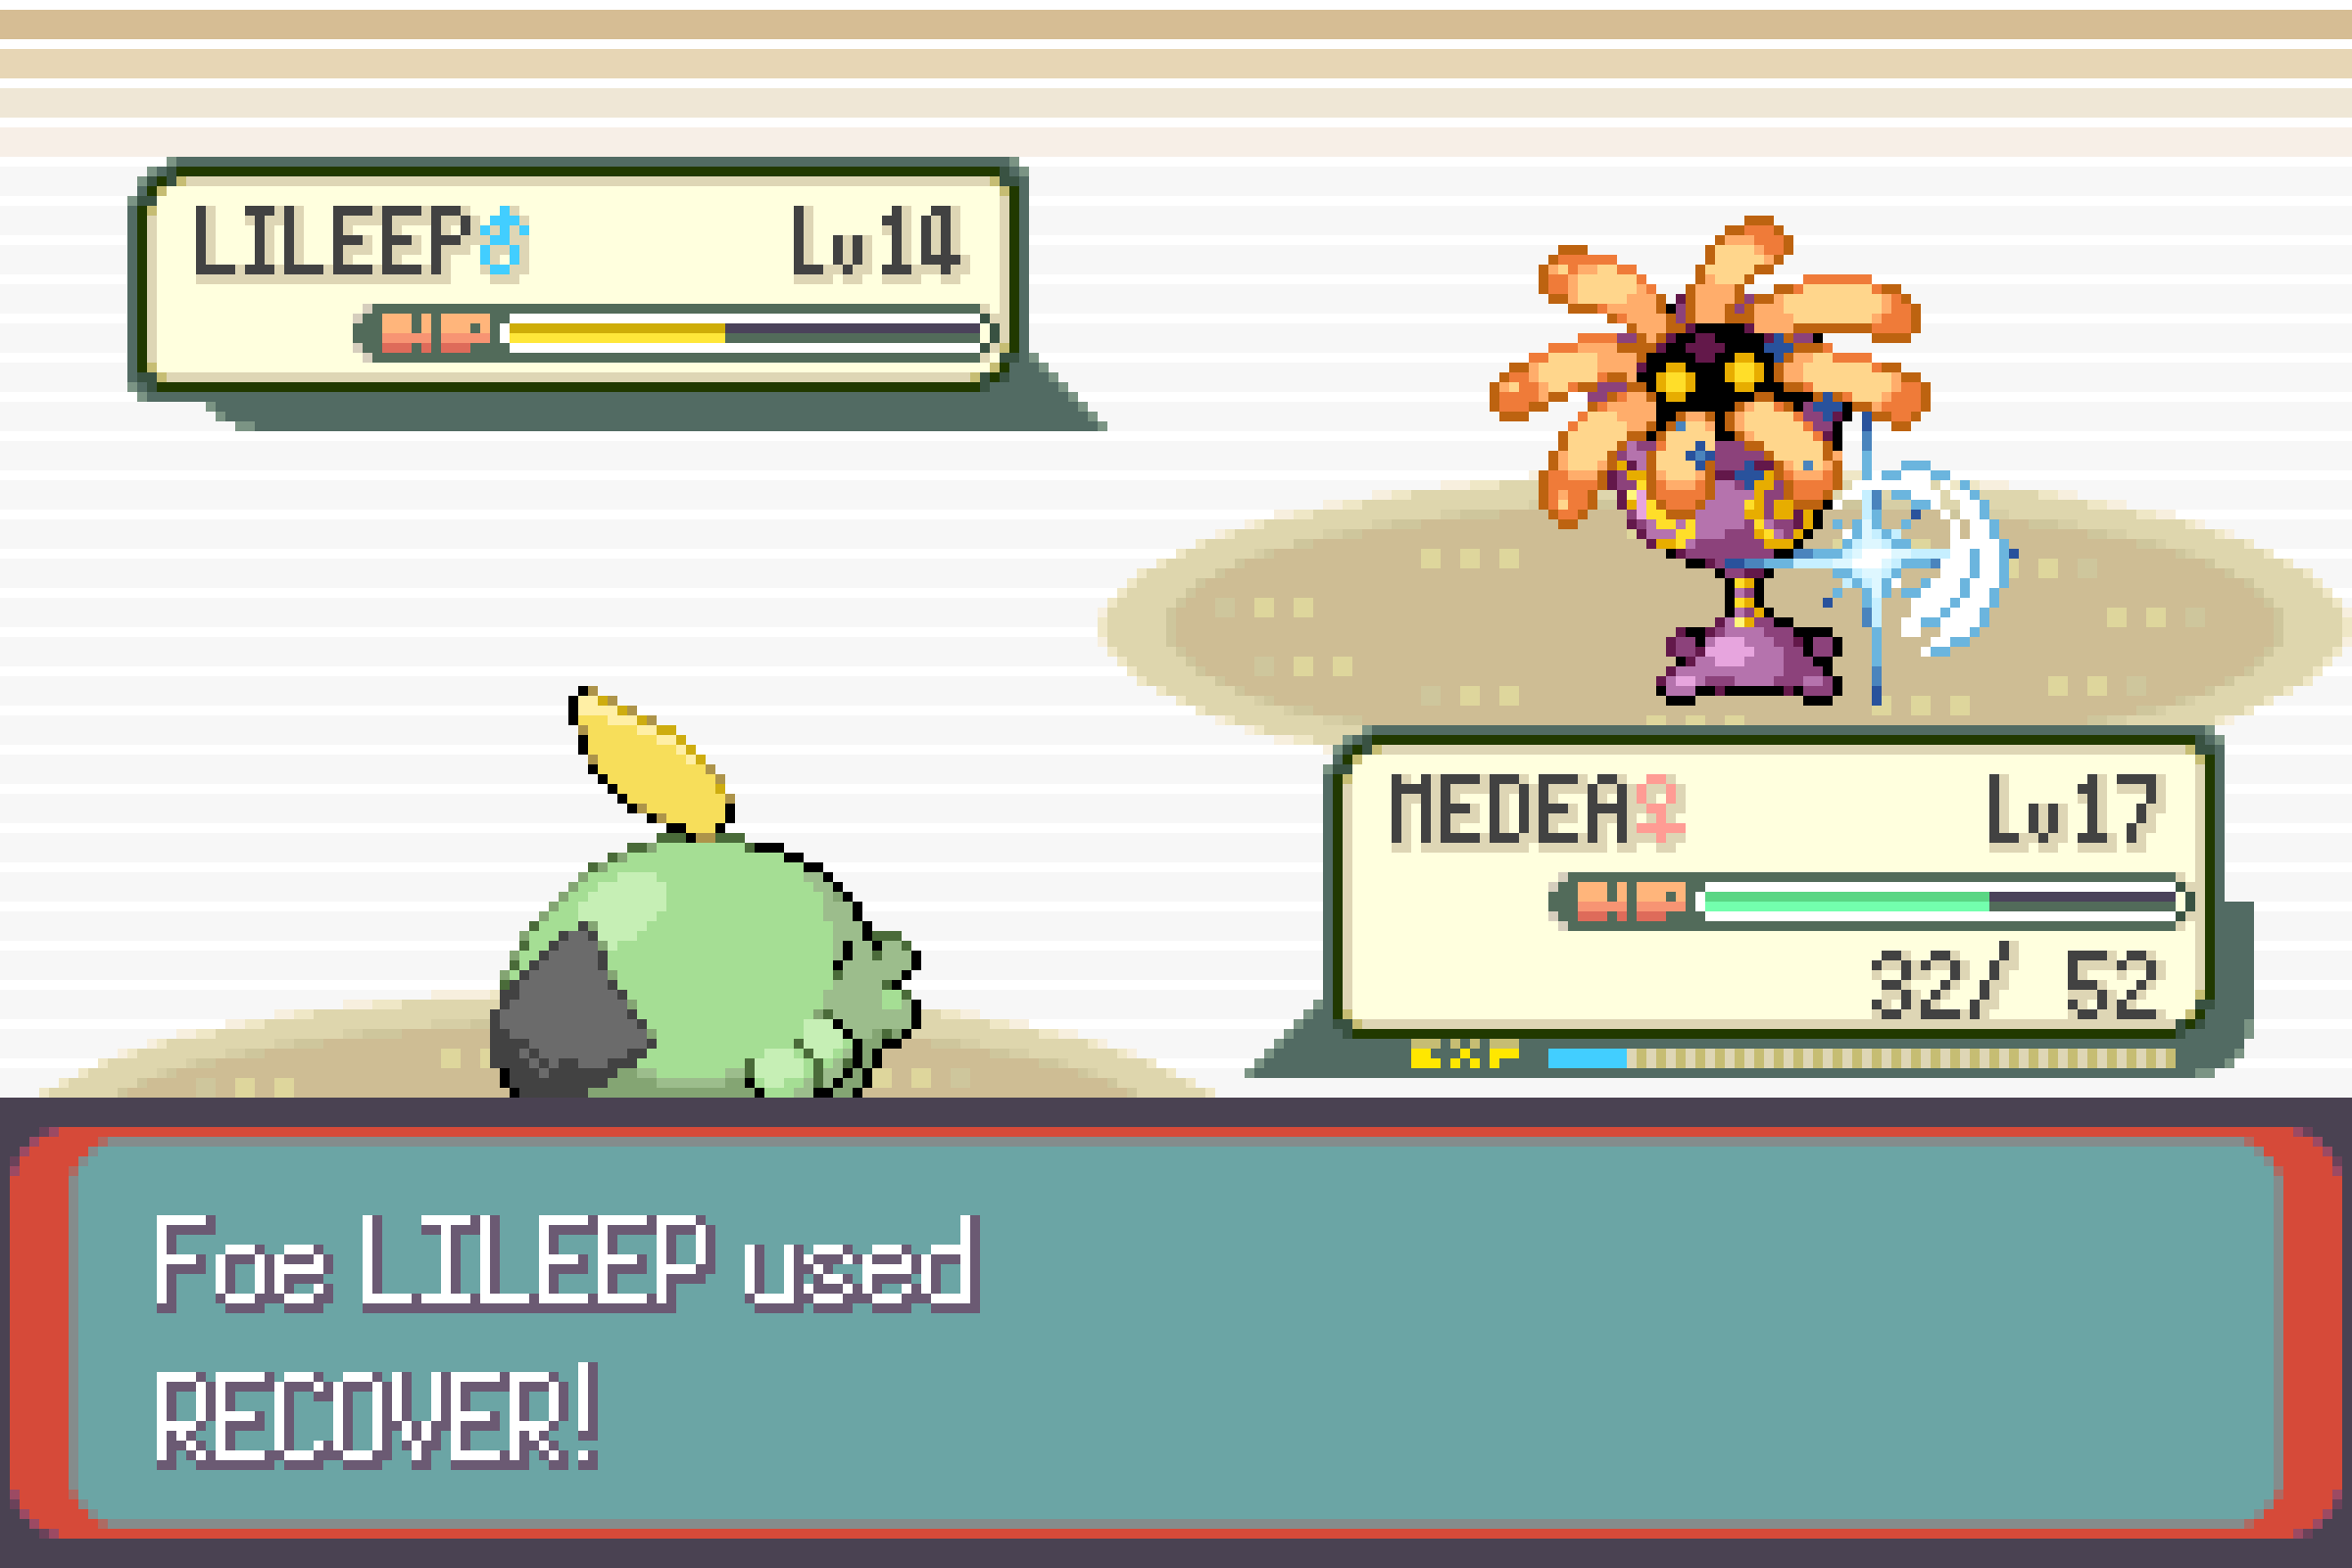 LILEEP♂ Lv14
HP
MEDEA♀ Lv17
HP
32/ 52
EXP
Foe LILEEP used
RECOVER!